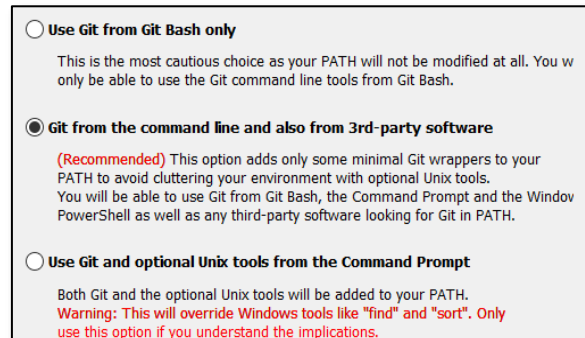 Use Git from Git Bash only
This is the most cautious choice as your PATH will not be modified at all. You w
only be able to use the Git command line tools from Git Bash.
Git from the command line and also from 3rd-party software
(Recommended) This option adds only some minimal Git wrappers to your
PATH to avoid cluttering your environment with optional Unix tools.
You will be able to use Git from Git Bash, the Command Prompt and the Window
PowerShell as well as any third-party software looking for Git in PATH.
Use Git and optional Unix tools from the Command Prompt
Both Git and the optional Unix tools will be added to your PATH.
Warning: This will override Windows tools like "find" and "sort". Only
use this option if you understand the implications.